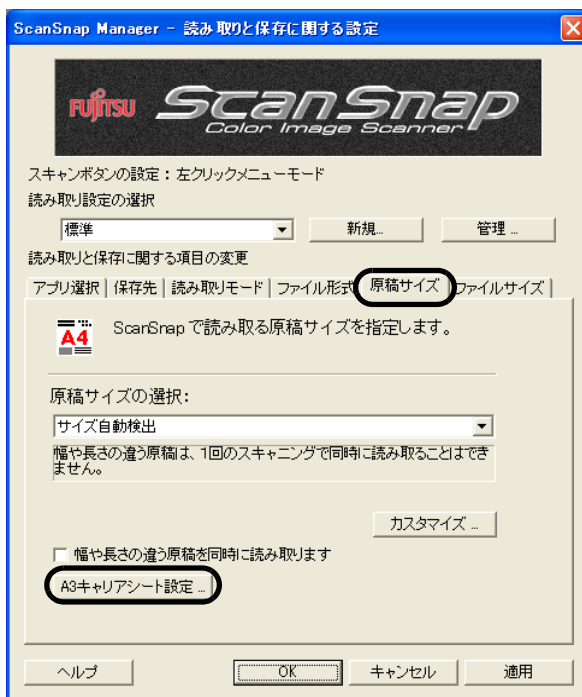 ScanSnap Manager - 読み取りと保存に関する設定
FUJITSU ScanSnap
Color Image Scanner
スキャンボタンの設定：左クリックメニューモード
読み取り設定の選択
標準 新規... 管理 ...
読み取りと保存に関する項目の変更
アプリ選択 保存先 読み取りモード ファイル形式 原稿サイズ ファイルサイズ
A4 ScanSnapで読み取る原稿サイズを指定します。
原稿サイズの選択:
サイズ自動検出
幅や長さの違う原稿は、1回のスキャニングで同時に読み取ることはでき
ません。
カスタマイズ ...
幅や長さの違う原稿を同時に読み取ります
A3キャリアシート設定 ...
ヘルプ OK キャンセル 適用